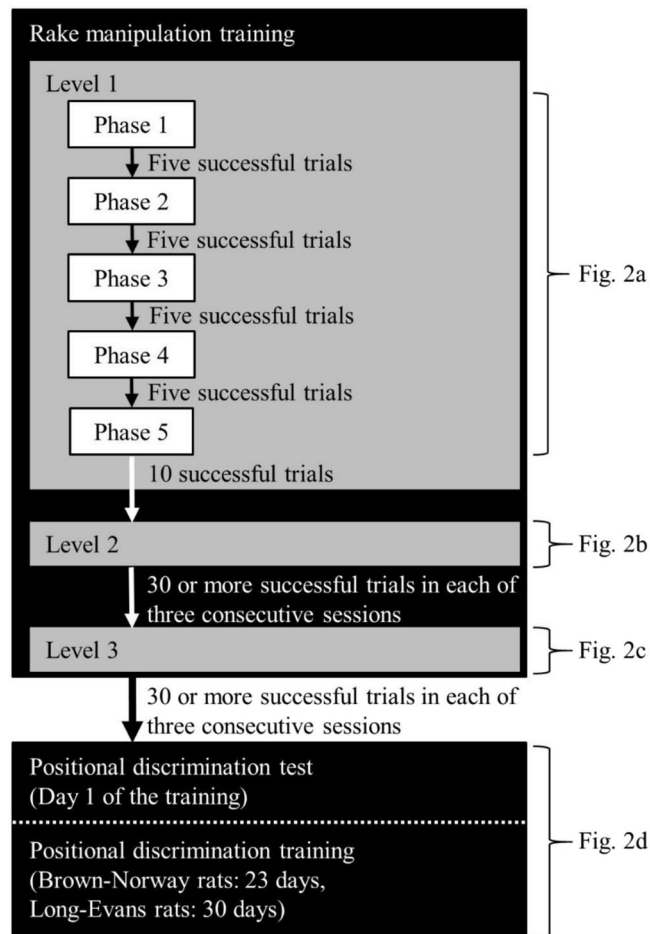 Rake manipulation training
Level 1
Phase 1
Five successful trials
Phase 2
Five successful trials
Phase 3
Five successful trials
Phase 4
Five successful trials
Phase 5
10 successful trials
Fig. 2a
Level 2
Fig. 2b
30 or more successful trials in each of
three consecutive sessions
Level 3
Fig. 2c
30 or more successful trials in each of
three consecutive sessions
Positional discrimination test
(Day 1 of the training)
Positional discrimination training
(Brown-Norway rats: 23 days,
Long-Evans rats: 30 days)
Fig. 2d